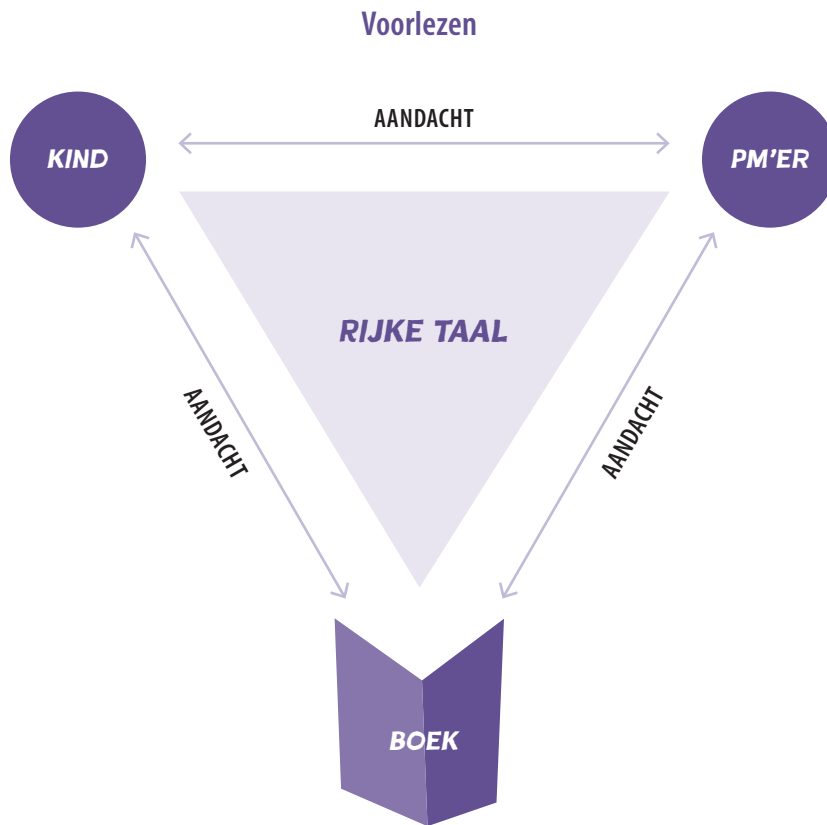 Voorlezen
AANDACHT
KIND
PM'ER
RIJKE TAAL
AANDACHT
AANDACHT
BOEK